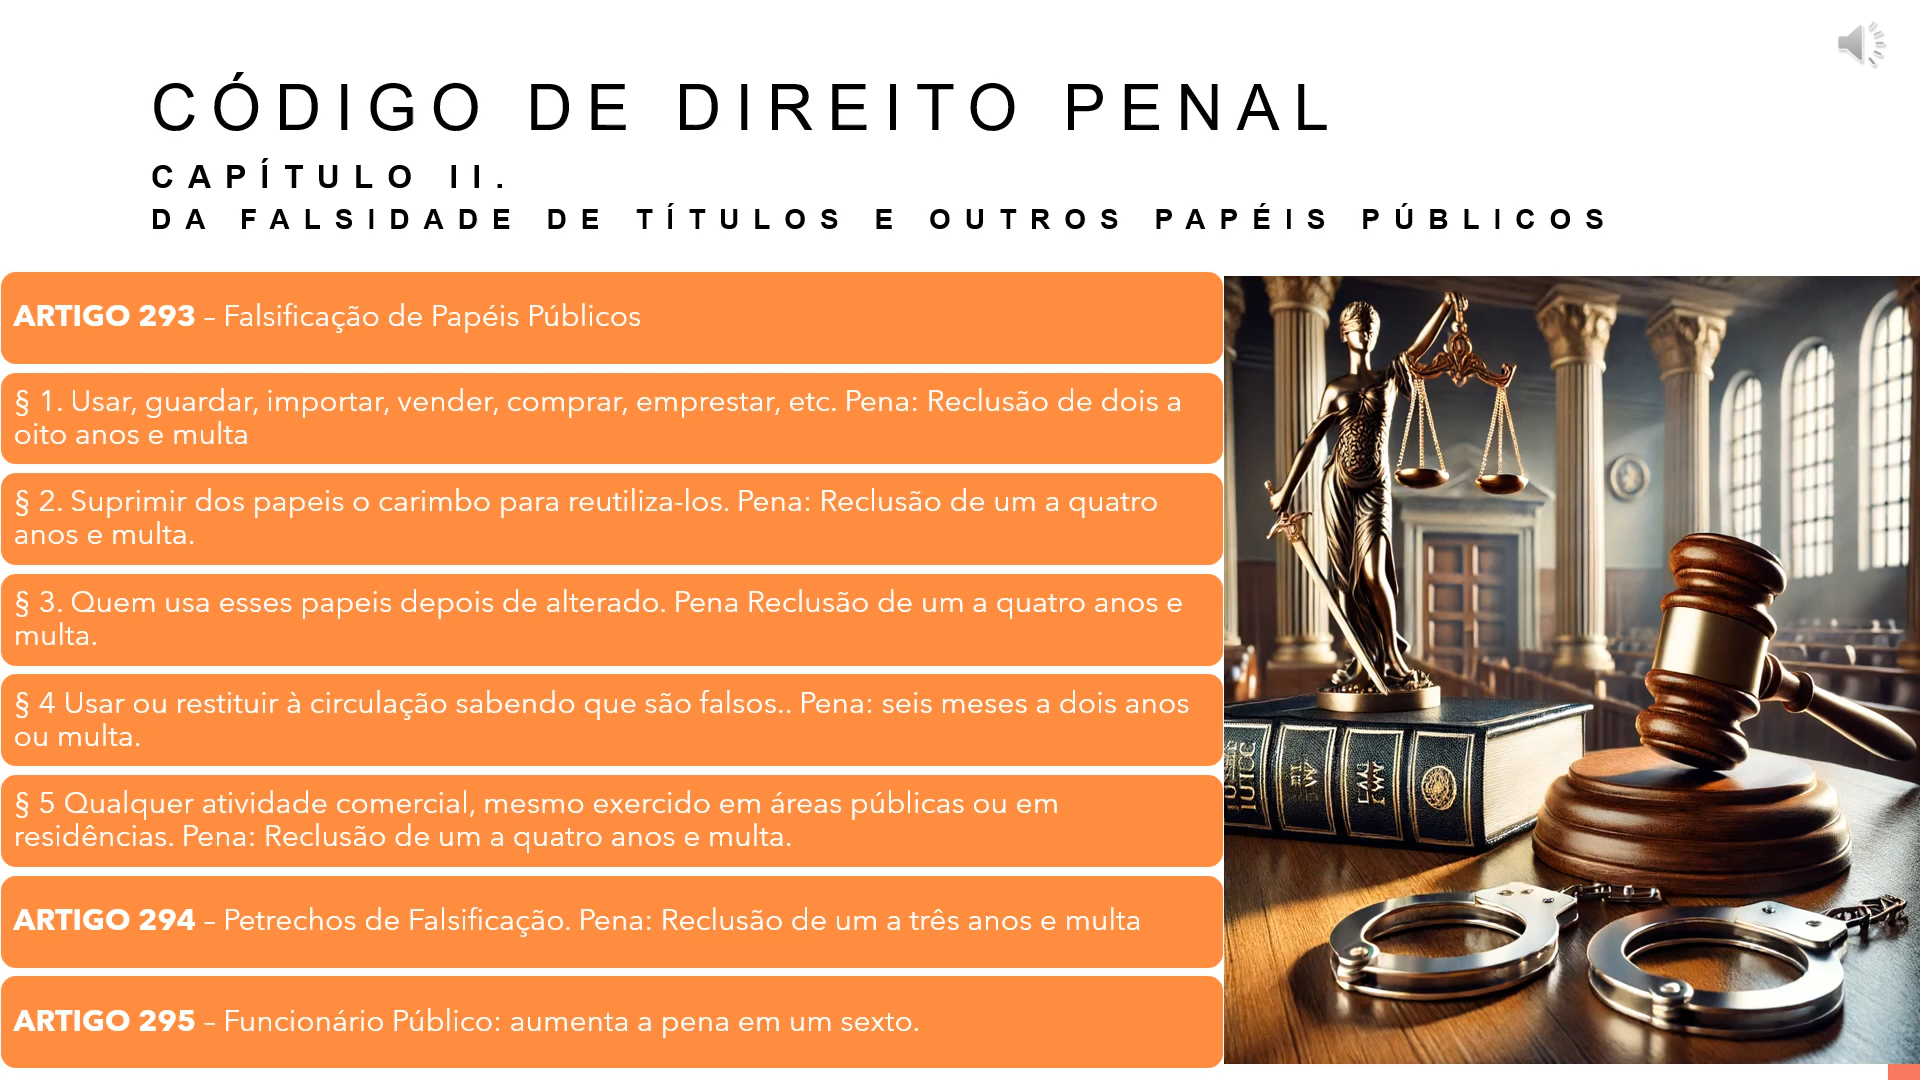 CÓDIGO DE DIREITO PENAL
CAPÍTULO II.
DA FALSIDADE DE TÍTULOS E OUTROS PAPÉIS PÚBLICOS
ARTIGO 293 – Falsificação de Papéis Públicos
§ 1. Usar, guardar, importar, vender, comprar, emprestar, etc. Pena: Reclusão de dois a
oito anos e multa
§ 2. Suprimir dos papeis o carimbo para reutiliza-los. Pena: Reclusão de um a quatro
anos e multa.
§ 3. Quem usa esses papeis depois de alterado. Pena Reclusão de um a quatro anos e
multa.
§ 4 Usar ou restituir à circulação sabendo que são falsos.. Pena: seis meses a dois anos
ou multa.
§ 5 Qualquer atividade comercial, mesmo exercido em áreas públicas ou em
residências. Pena: Reclusão de um a quatro anos e multa.
ARTIGO 294 – Petrechos de Falsificação. Pena: Reclusão de um a três anos e multa
ARTIGO 295 – Funcionário Público: aumenta a pena em um sexto.